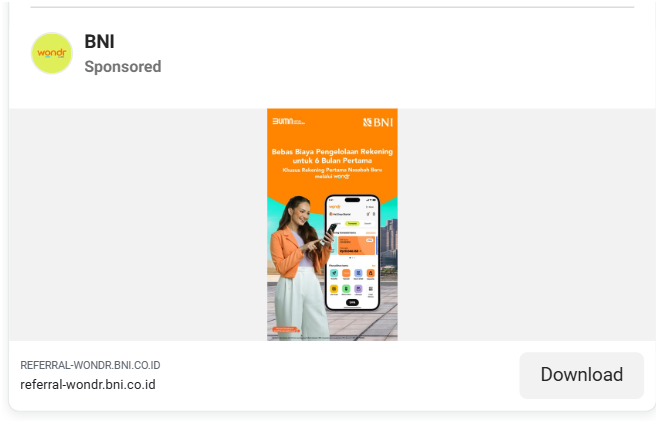 wondr
BNI
Sponsored
BUMN
BNI
Bebas Biaya Pengelolaan Rekening
untuk 6 Bulan Pertama
Khusus Rekening Pertama Nasabah Baru
melalui wondr
wondr
REFERRAL-WONDR.BNI.CO.ID
referral-wondr.bni.co.id
Download